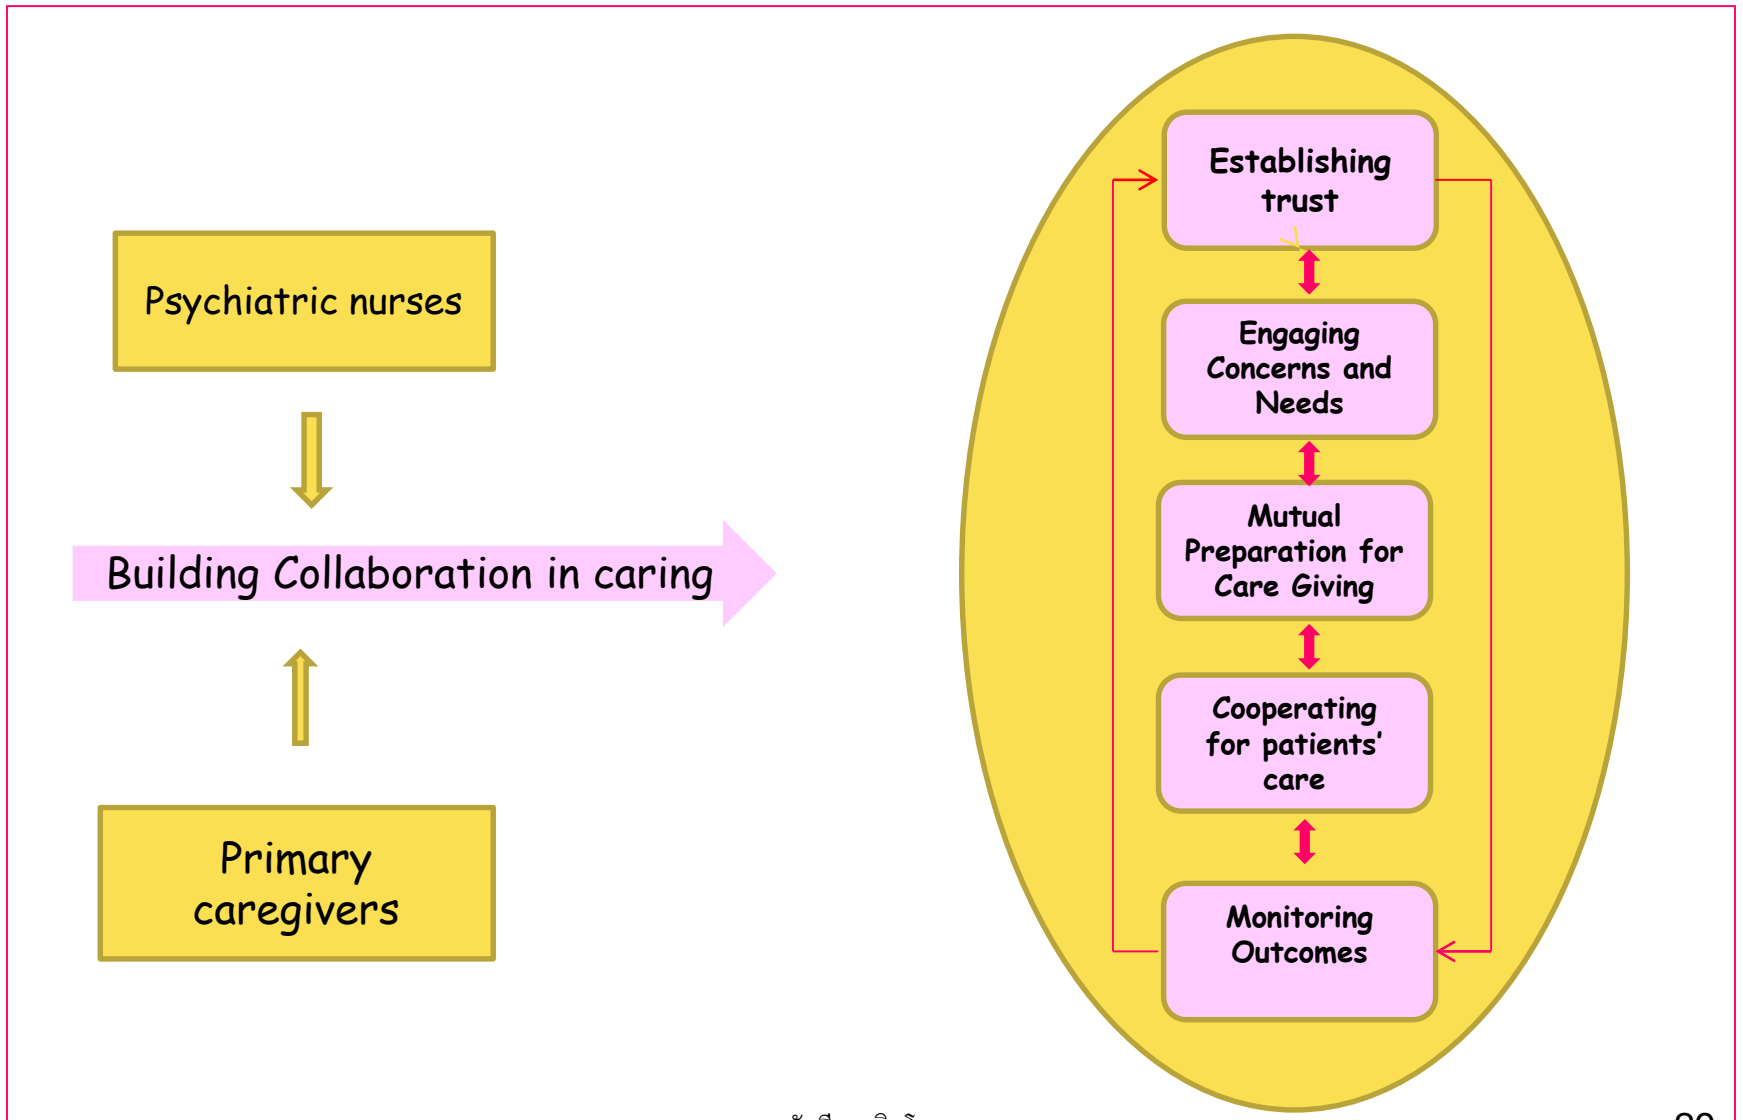 Psychiatric nurses
Building Collaboration in caring
Primary
caregivers
Establishing
trust
Engaging
Concerns and
Needs
Mutual
Preparation for
Care Giving
Cooperating
for patients’
care
Monitoring
Outcomes